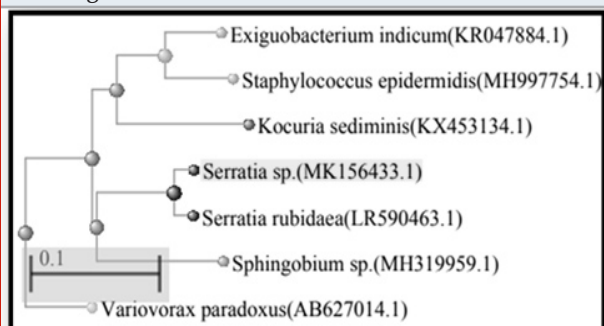 Exiguobacterium indicum(KR047884.1)
Staphylococcus epidermidis(MH997754.1)
Kocuria sediminis(KX453134.1)
Serratia sp.(MK156433.1)
Serratia rubidaea(LR590463.1)
Sphingobium sp.(MH319959.1)
0.1
Variovorax paradoxus(AB627014.1)